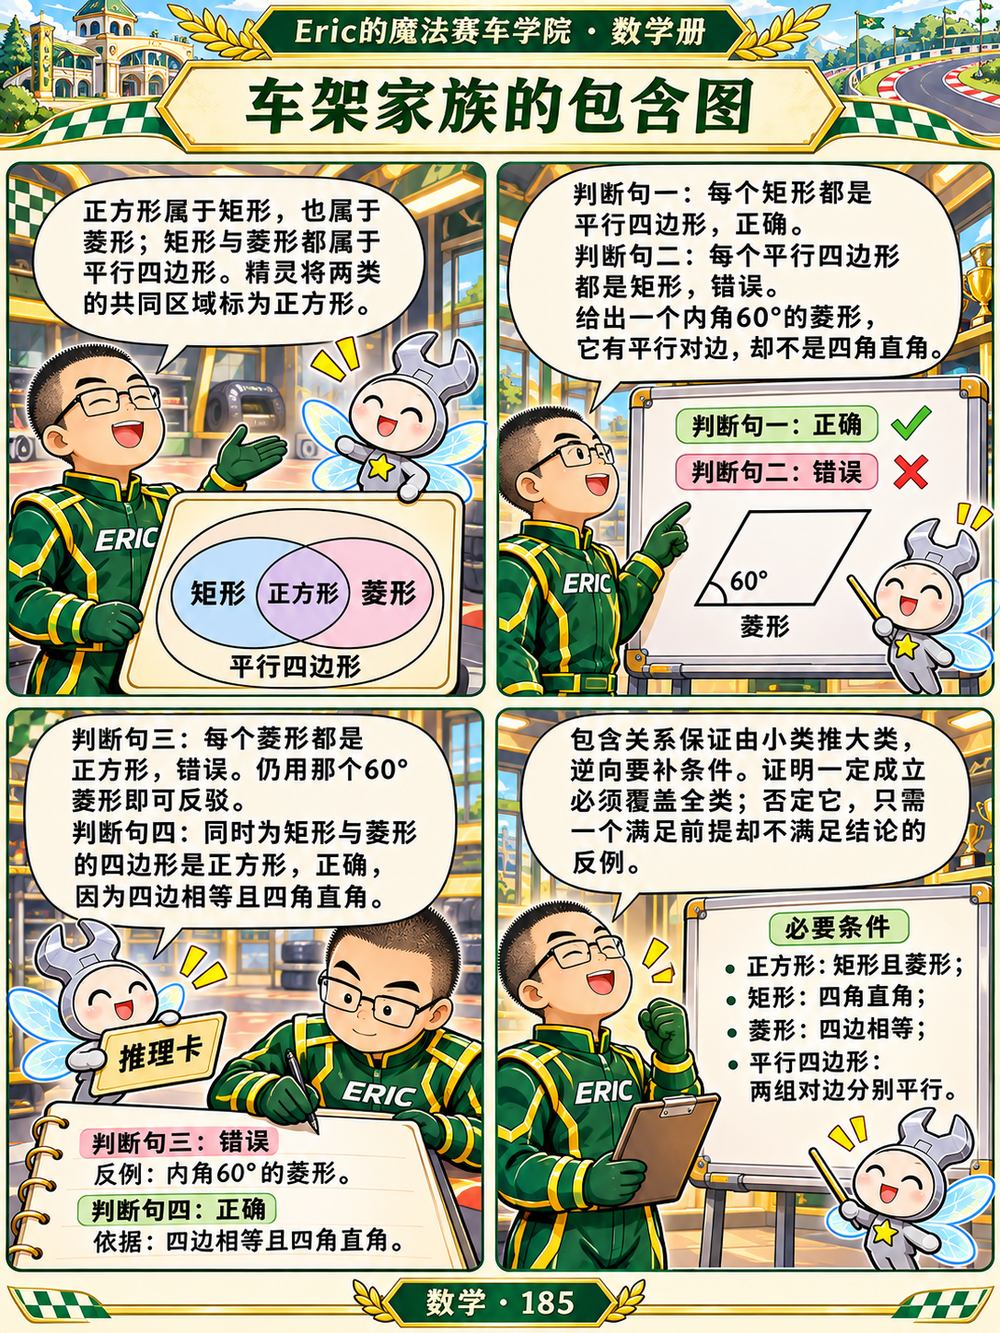 Eric的魔法赛车学院·数学册
车架家族的包含图
正方形属于矩形，也属于
菱形；矩形与菱形都属于
平行四边形。精灵将两类
的共同区域标为正方形。
ERIC
矩形
正方形
菱形
平行四边形
判断句一：每个矩形都是
平行四边形，正确。
判断句二：每个平行四边形
都是矩形，错误。
给出一个内角60°的菱形，
它有平行对边，却不是四角直角。
判断句一：正确
判断句二：错误
60°
菱形
ERIC
判断句三：每个菱形都是
正方形，错误。仍用那个60°
菱形即可反驳。
判断句四：同时为矩形与菱形
的四边形是正方形，正确，
因为四边相等且四角直角。
推理卡
ERIC
判断句三：错误
反例：内角60°的菱形。
判断句四：正确
依据：四边相等且四角直角。
包含关系保证由小类推大类，
逆向要补条件。证明一定成立
必须覆盖全类；否定它，只需
一个满足前提却不满足结论的
反例。
必要条件
• 正方形：矩形且菱形；
• 矩形：四角直角；
• 菱形：四边相等；
• 平行四边形：
两组对边分别平行。
ERIC
数学·185